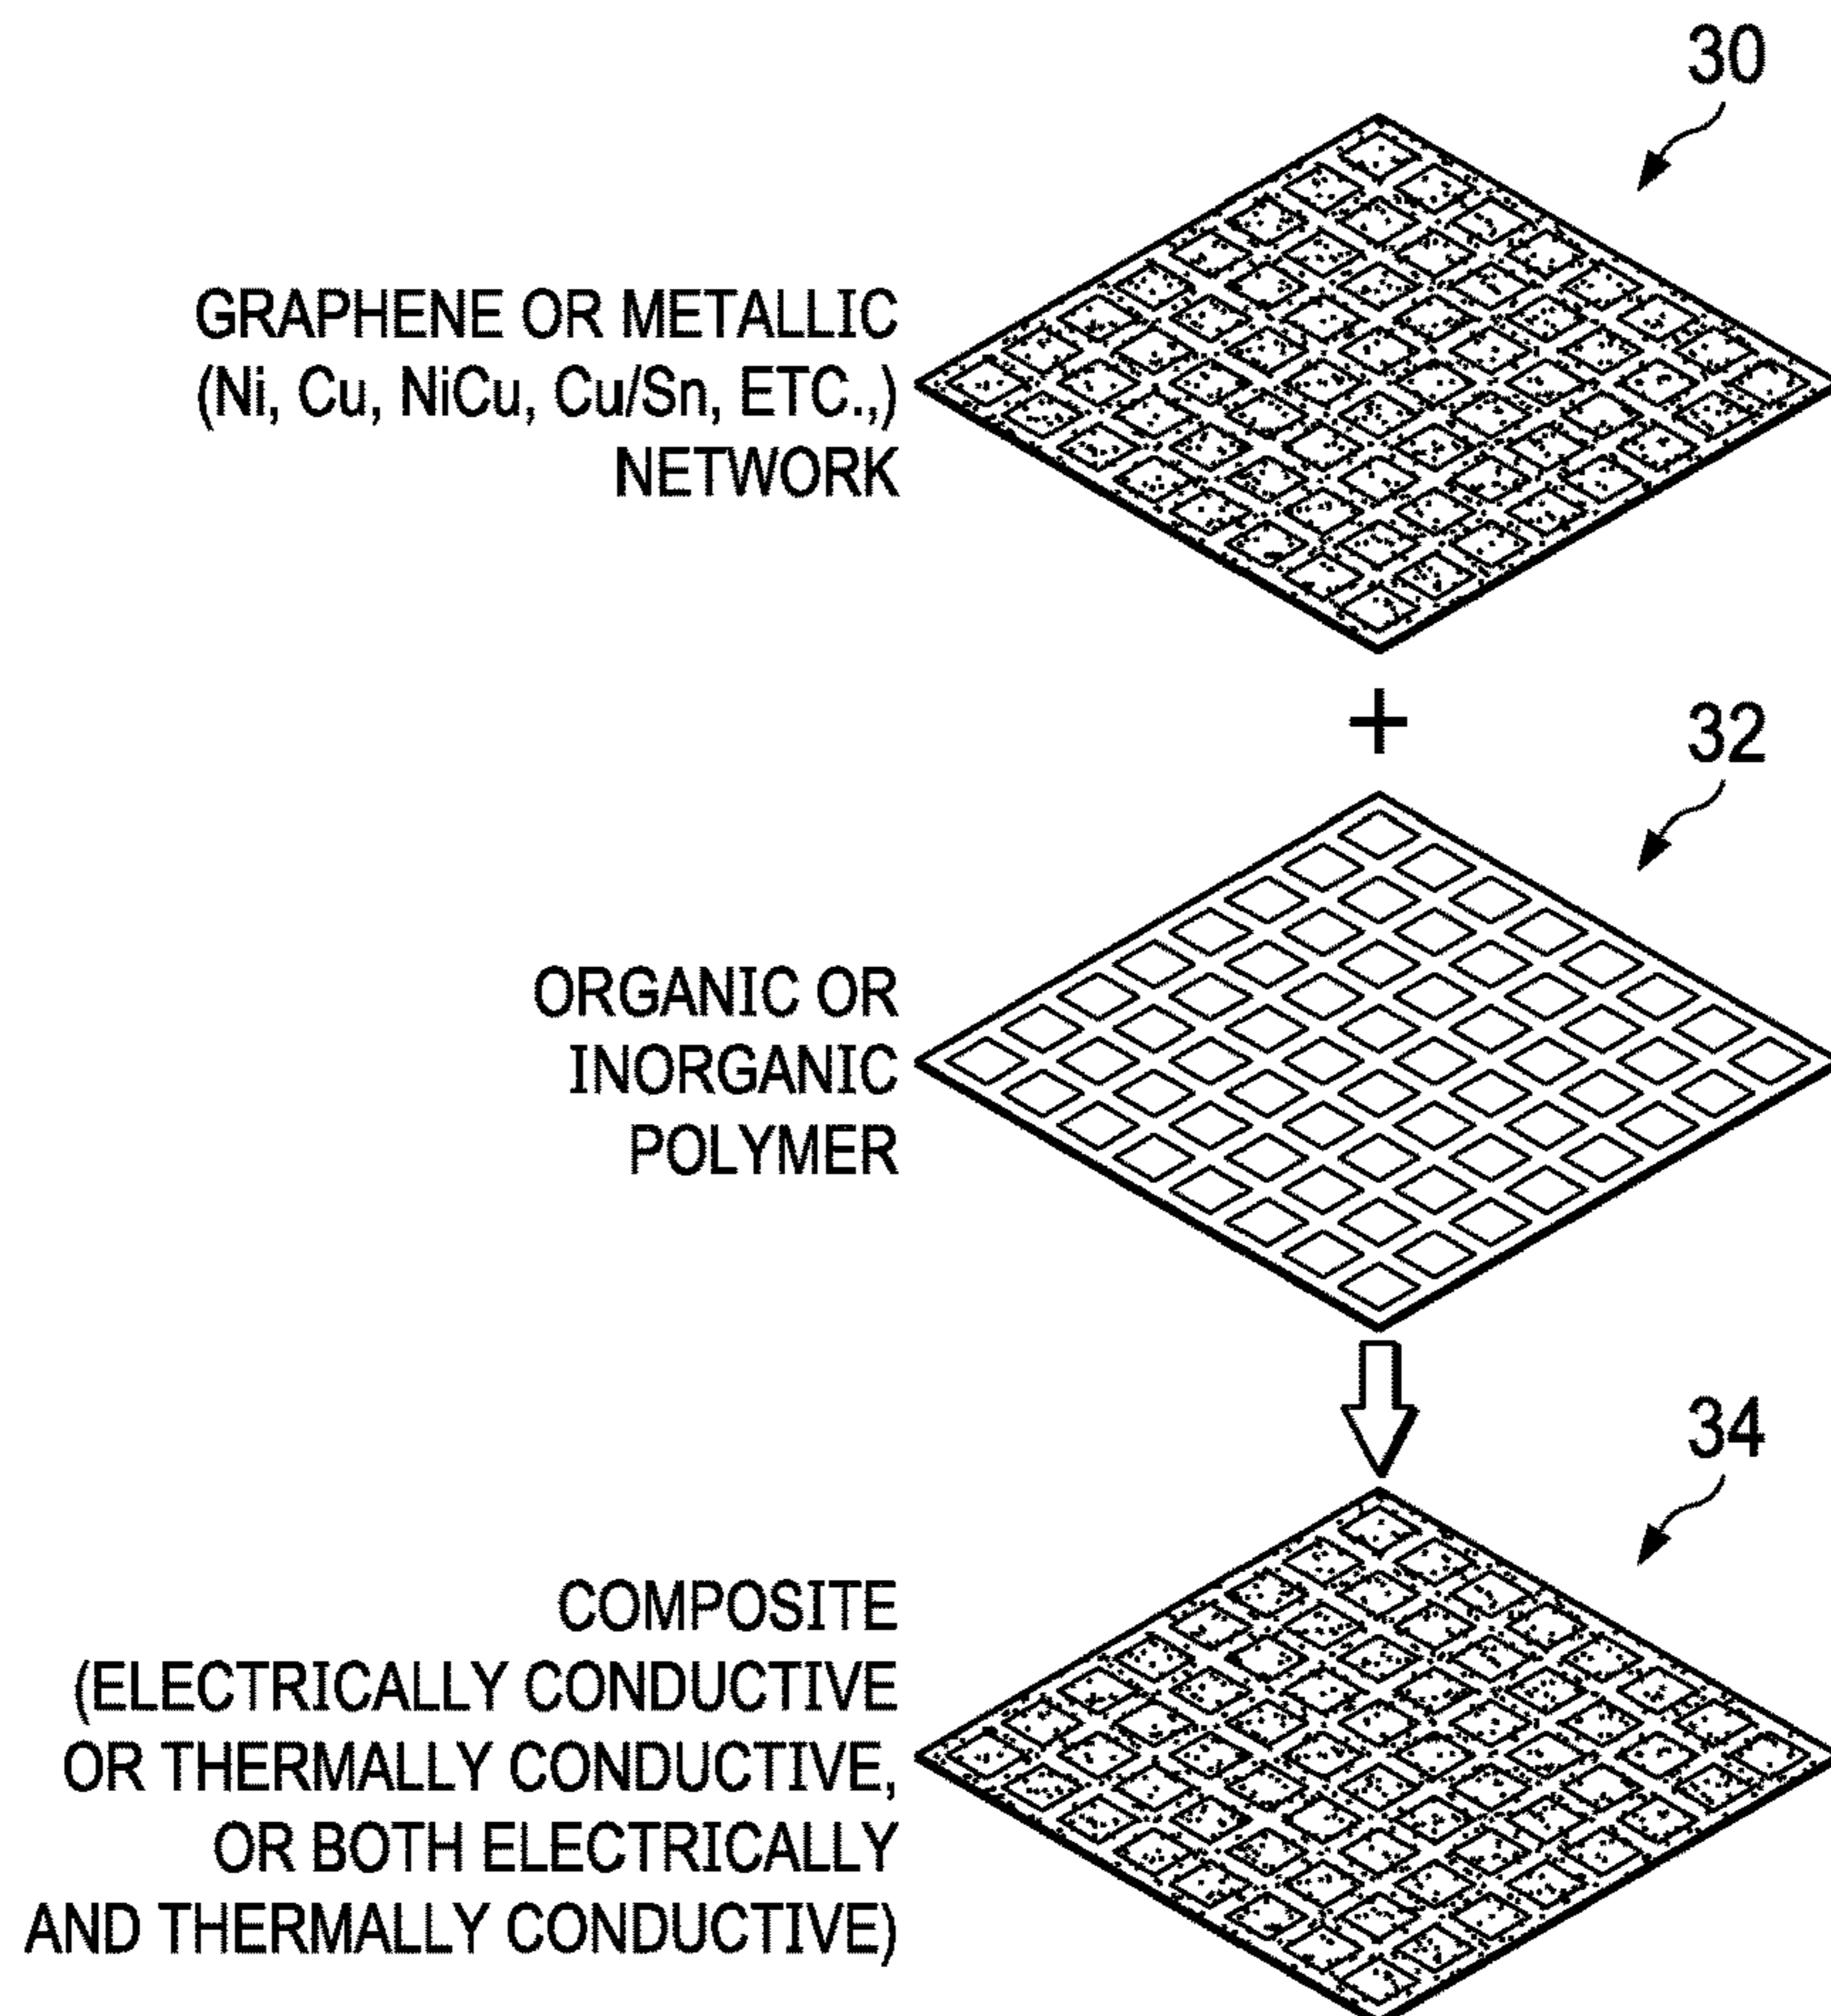 30
GRAPHENE OR METALLIC
(Ni, Cu, NiCu, Cu/Sn, ETC.,)
NETWORK
+
32
ORGANIC OR
INORGANIC
POLYMER
34
COMPOSITE
(ELECTRICALLY CONDUCTIVE
OR THERMALLY CONDUCTIVE,
OR BOTH ELECTRICALLY
AND THERMALLY CONDUCTIVE)